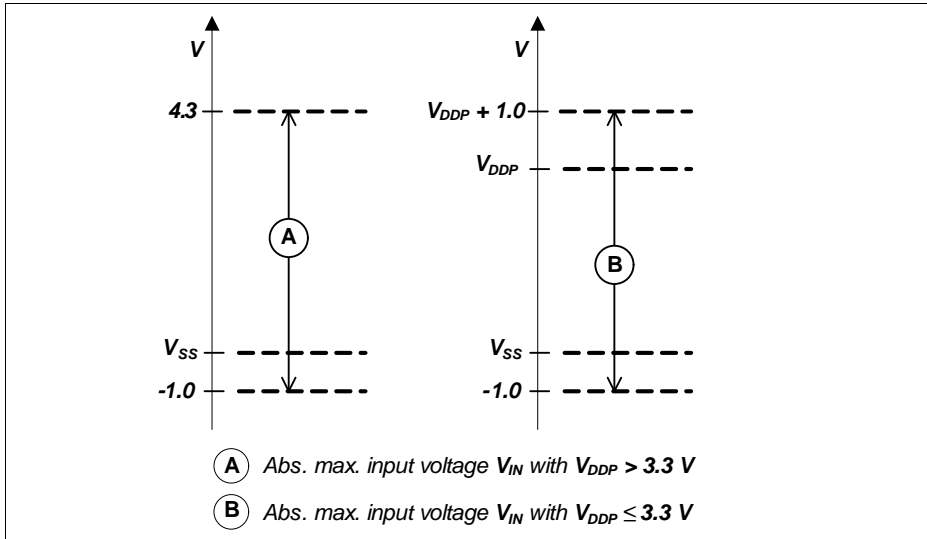 V
4.3
A
V_SS
-1.0
V
V_DDP + 1.0
V_DDP
B
V_SS
-1.0
A Abs. max. input voltage V_IN with V_DDP > 3.3 V
B Abs. max. input voltage V_IN with V_DDP ≤ 3.3 V